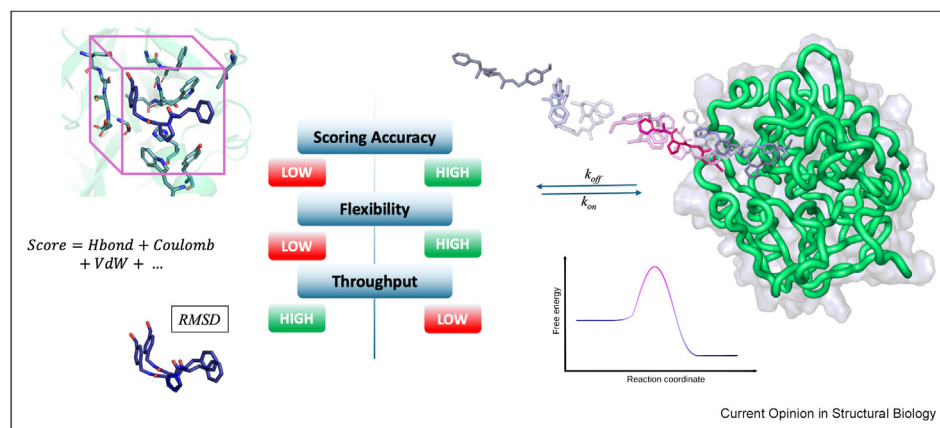 Scoring Accuracy
LOW HIGH
Flexibility
LOW HIGH
Throughput
HIGH LOW
Score = Hbond + Coulomb
+ VdW + ...
RMSD
k_off
k_on
Free energy
Reaction coordinate
Current Opinion in Structural Biology